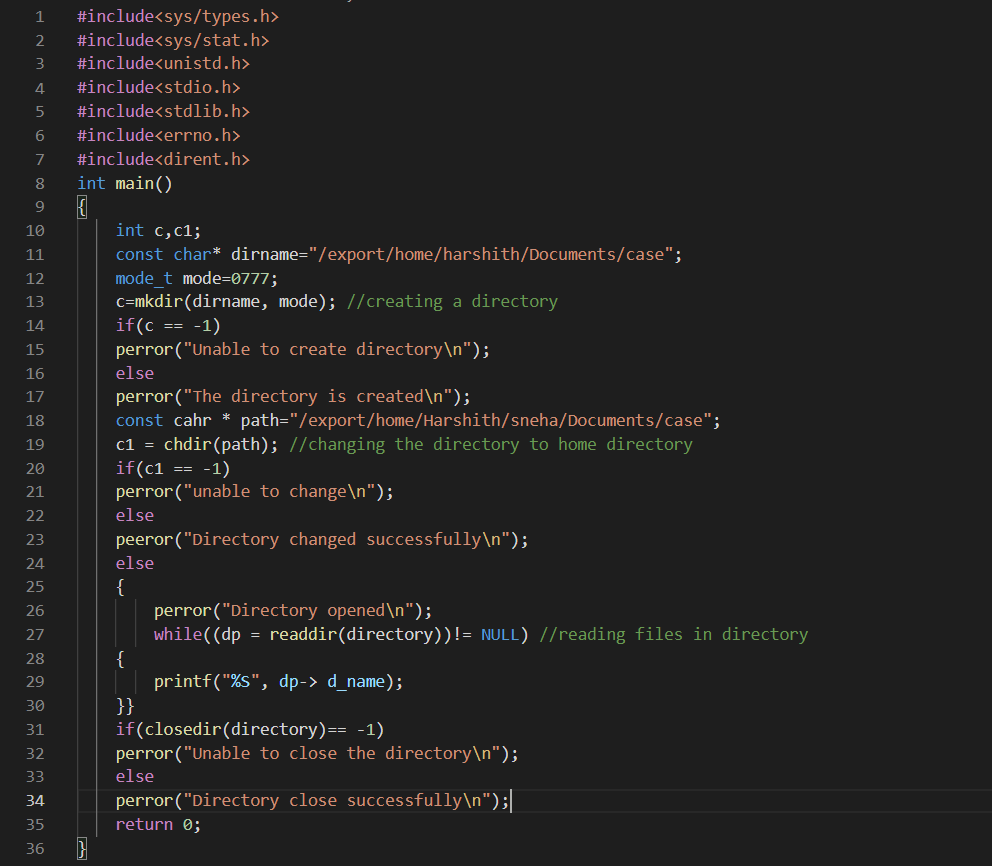 1 #include<sys/types.h>
2 #include<sys/stat.h>
3 #include<unistd.h>
4 #include<stdio.h>
5 #include<stdlib.h>
6 #include<errno.h>
7 #include<dirent.h>
8 int main()
9 {
10 int c,c1;
11 const char* dirname="/export/home/harshith/Documents/case";
12 mode_t mode=0777;
13 c=mkdir(dirname, mode); //creating a directory
14 if(c == -1)
15 perror("Unable to create directory\n");
16 else
17 perror("The directory is created\n");
18 const cahr * path="/export/home/Harshith/sneha/Documents/case";
19 c1 = chdir(path); //changing the directory to home directory
20 if(c1 == -1)
21 perror("unable to change\n");
22 else
23 peeror("Directory changed successfully\n");
24 else
25 {
26 perror("Directory opened\n");
27 while((dp = readdir(directory))!= NULL) //reading files in directory
28 {
29 printf("%S", dp-> d_name);
30 }}
31 if(closedir(directory)== -1)
32 perror("Unable to close the directory\n");
33 else
34 perror("Directory close successfully\n");
35 return 0;
36 }